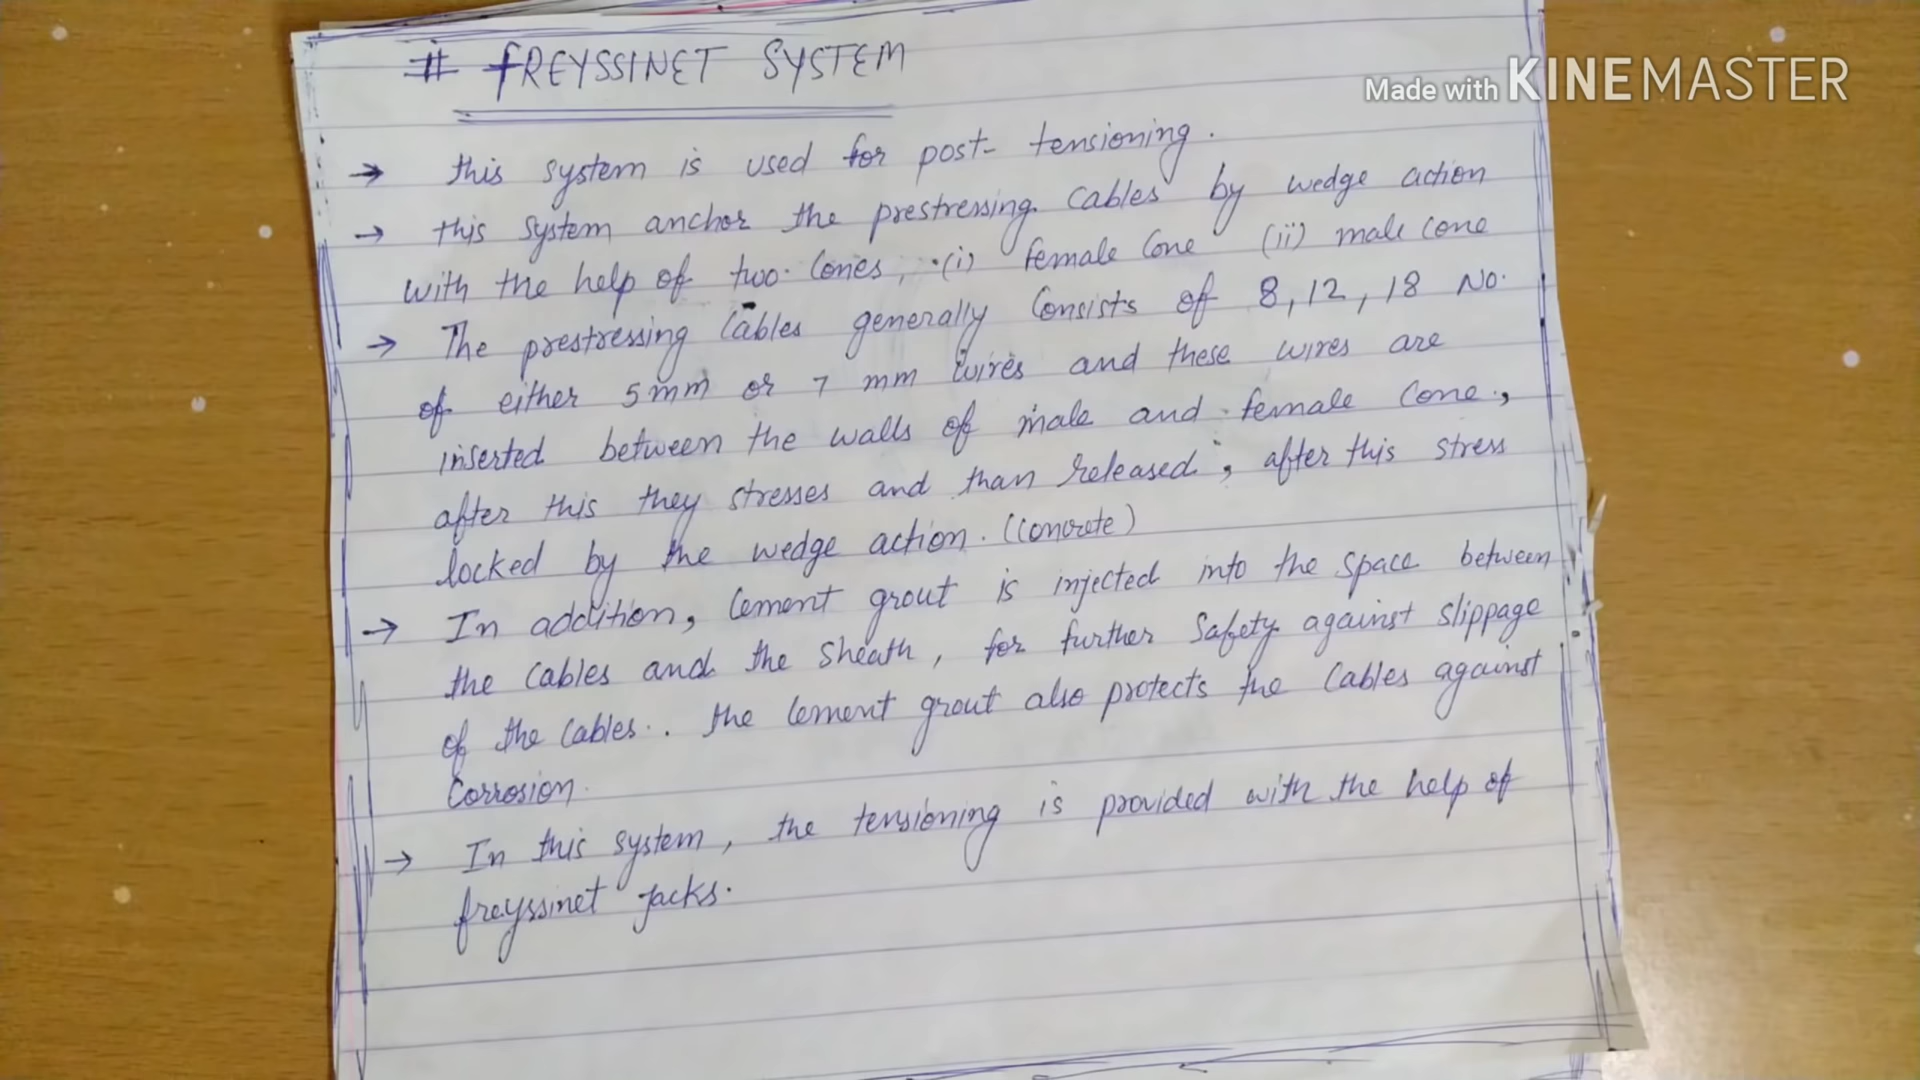 # FREYSSINET SYSTEM
Made with KINEMASTER
→ this system is used for post- tensioning.
→ this system anchor the prestressing cables by wedge action
with the help of two cones, (i) female cone (ii) male cone
→ The prestressing cables generally consists of 8, 12, 18 No.
of either 5mm or 7 mm wires and these wires are
inserted between the walls of male and female cone,
after this they stresses and than released, after this stress
locked by the wedge action. (concrete)
→ In addition, cement grout is injected into the space between
the cables and the sheath, for further safety against slippage
of the cables.. the cement grout also protects the cables against
corrosion.
→ In this system, the tensioning is provided with the help of
freyssinet jacks.